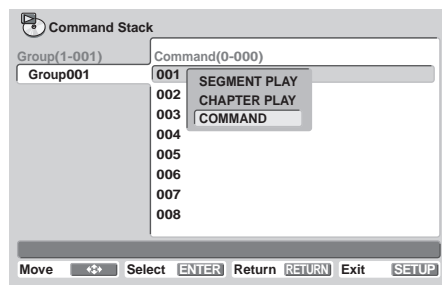 Command Stack
Group(1-001) Command(0-000)
Group001
001
SEGMENT PLAY
002
CHAPTER PLAY
003
COMMAND
004
005
006
007
008
Move Select ENTER Return RETURN Exit SETUP